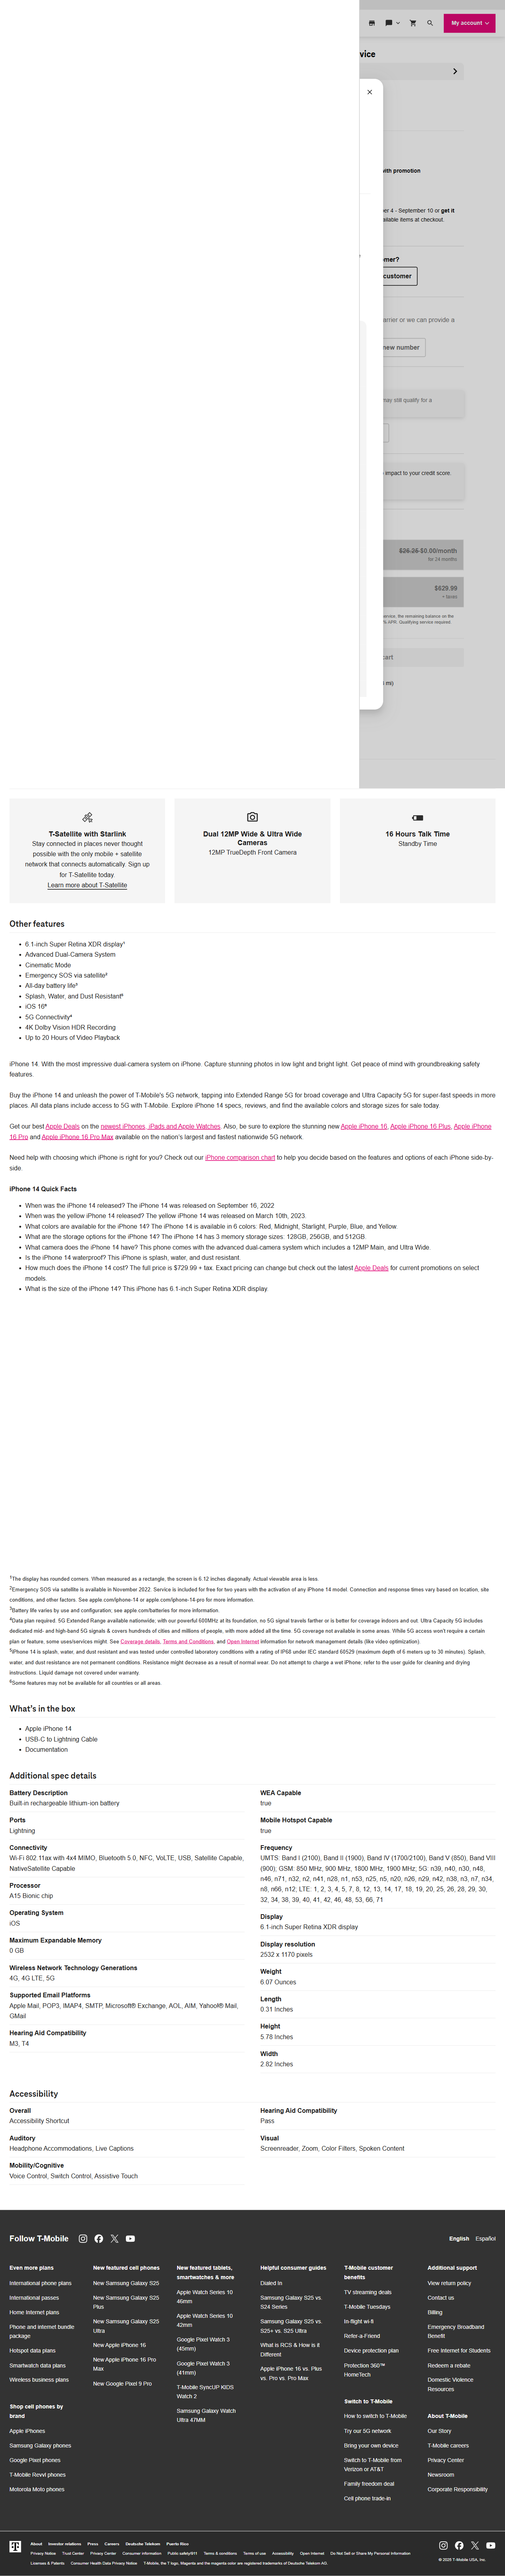 My account
vice
with promotion
er 4 - September 10 or get it
ailable items at checkout.
omer?
customer
arrier or we can provide a
new number
may still qualify for a
impact to your credit score.
$26.26 $0.00/month
for 24 months
$629.99
+ taxes
service, the remaining balance on the
% APR. Qualifying service required.
cart
mi)
T-Satellite with Starlink
Stay connected in places never thought
possible with the only mobile + satellite
network that connects automatically. Sign up
for T-Satellite today.
Learn more about T-Satellite
Dual 12MP Wide & Ultra Wide
Cameras
12MP TrueDepth Front Camera
16 Hours Talk Time
Standby Time
Other features
6.1-inch Super Retina XDR display¹
Advanced Dual-Camera System
Cinematic Mode
Emergency SOS via satellite²
All-day battery life³
Splash, Water, and Dust Resistant⁵
iOS 16⁶
5G Connectivity⁴
4K Dolby Vision HDR Recording
Up to 20 Hours of Video Playback
iPhone 14. With the most impressive dual-camera system on iPhone. Capture stunning photos in low light and bright light. Get peace of mind with groundbreaking safety
features.
Buy the iPhone 14 and unleash the power of T-Mobile's 5G network, tapping into Extended Range 5G for broad coverage and Ultra Capacity 5G for super-fast speeds in more
places. All data plans include access to 5G with T-Mobile. Explore iPhone 14 specs, reviews, and find the available colors and storage sizes for sale today.
Get our best Apple Deals on the newest iPhones, iPads and Apple Watches. Also, be sure to explore the stunning new Apple iPhone 16, Apple iPhone 16 Plus, Apple iPhone
16 Pro and Apple iPhone 16 Pro Max available on the nation's largest and fastest nationwide 5G network.
Need help with choosing which iPhone is right for you? Check out our iPhone comparison chart to help you decide based on the features and options of each iPhone side-by-
side.
iPhone 14 Quick Facts
When was the iPhone 14 released? The iPhone 14 was released on September 16, 2022
When was the yellow iPhone 14 released? The yellow iPhone 14 was released on March 10th, 2023.
What colors are available for the iPhone 14? The iPhone 14 is available in 6 colors: Red, Midnight, Starlight, Purple, Blue, and Yellow.
What are the storage options for the iPhone 14? The iPhone 14 has 3 memory storage sizes: 128GB, 256GB, and 512GB.
What camera does the iPhone 14 have? This phone comes with the advanced dual-camera system which includes a 12MP Main, and Ultra Wide.
Is the iPhone 14 waterproof? This iPhone is splash, water, and dust resistant.
How much does the iPhone 14 cost? The full price is $729.99 + tax. Exact pricing can change but check out the latest Apple Deals for current promotions on select
models.
What is the size of the iPhone 14? This iPhone has 6.1-inch Super Retina XDR display.
¹The display has rounded corners. When measured as a rectangle, the screen is 6.12 inches diagonally. Actual viewable area is less.
²Emergency SOS via satellite is available in November 2022. Service is included for free for two years with the activation of any iPhone 14 model. Connection and response times vary based on location, site
conditions, and other factors. See apple.com/iphone-14 or apple.com/iphone-14-pro for more information.
³Battery life varies by use and configuration; see apple.com/batteries for more information.
⁴Data plan required. 5G Extended Range available nationwide; with our powerful 600MHz at its foundation, no 5G signal travels farther or is better for coverage indoors and out. Ultra Capacity 5G includes
dedicated mid- and high-band 5G signals & covers hundreds of cities and millions of people, with more added all the time. 5G coverage not available in some areas. While 5G access won't require a certain
plan or feature, some uses/services might. See Coverage details, Terms and Conditions, and Open Internet information for network management details (like video optimization).
⁵iPhone 14 is splash, water, and dust resistant and was tested under controlled laboratory conditions with a rating of IP68 under IEC standard 60529 (maximum depth of 6 meters up to 30 minutes). Splash,
water, and dust resistance are not permanent conditions. Resistance might decrease as a result of normal wear. Do not attempt to charge a wet iPhone; refer to the user guide for cleaning and drying
instructions. Liquid damage not covered under warranty.
⁶Some features may not be available for all countries or all areas.
What's in the box
Apple iPhone 14
USB-C to Lightning Cable
Documentation
Additional spec details
Battery Description
Built-in rechargeable lithium-ion battery
Ports
Lightning
Connectivity
Wi-Fi 802.11ax with 4x4 MIMO, Bluetooth 5.0, NFC, VoLTE, USB, Satellite Capable,
NativeSatellite Capable
Processor
A15 Bionic chip
Operating System
iOS
Maximum Expandable Memory
0 GB
Wireless Network Technology Generations
4G, 4G LTE, 5G
Supported Email Platforms
Apple Mail, POP3, IMAP4, SMTP, Microsoft® Exchange, AOL, AIM, Yahoo!® Mail,
GMail
Hearing Aid Compatibility
M3, T4
WEA Capable
true
Mobile Hotspot Capable
true
Frequency
UMTS: Band I (2100), Band II (1900), Band IV (1700/2100), Band V (850), Band VIII
(900); GSM: 850 MHz, 900 MHz, 1800 MHz, 1900 MHz; 5G: n39, n40, n30, n48,
n46, n71, n32, n2, n41, n28, n1, n53, n25, n5, n20, n26, n29, n42, n38, n3, n7, n34,
n8, n66, n12; LTE: 1, 2, 3, 4, 5, 7, 8, 12, 13, 14, 17, 18, 19, 20, 25, 26, 28, 29, 30,
32, 34, 38, 39, 40, 41, 42, 46, 48, 53, 66, 71
Display
6.1-inch Super Retina XDR display
Display resolution
2532 x 1170 pixels
Weight
6.07 Ounces
Length
0.31 Inches
Height
5.78 Inches
Width
2.82 Inches
Accessibility
Overall
Accessibility Shortcut
Auditory
Headphone Accommodations, Live Captions
Mobility/Cognitive
Voice Control, Switch Control, Assistive Touch
Hearing Aid Compatibility
Pass
Visual
Screenreader, Zoom, Color Filters, Spoken Content
Follow T-Mobile
English Español
Even more plans
International phone plans
International passes
Home Internet plans
Phone and internet bundle
package
Hotspot data plans
Smartwatch data plans
Wireless business plans
Shop cell phones by
brand
Apple iPhones
Samsung Galaxy phones
Google Pixel phones
T-Mobile Revvl phones
Motorola Moto phones
New featured cell phones
New Samsung Galaxy S25
New Samsung Galaxy S25
Plus
New Samsung Galaxy S25
Ultra
New Apple iPhone 16
New Apple iPhone 16 Pro
Max
New Google Pixel 9 Pro
New featured tablets,
smartwatches & more
Apple Watch Series 10
46mm
Apple Watch Series 10
42mm
Google Pixel Watch 3
(45mm)
Google Pixel Watch 3
(41mm)
T-Mobile SyncUP KIDS
Watch 2
Samsung Galaxy Watch
Ultra 47MM
Helpful consumer guides
Dialed In
Samsung Galaxy S25 vs.
S24 Series
Samsung Galaxy S25 vs.
S25+ vs. S25 Ultra
What is RCS & How is it
Different
Apple iPhone 16 vs. Plus
vs. Pro vs. Pro Max
T-Mobile customer
benefits
TV streaming deals
T-Mobile Tuesdays
In-flight wi-fi
Refer-a-Friend
Device protection plan
Protection 360™
HomeTech
Switch to T-Mobile
How to switch to T-Mobile
Try our 5G network
Bring your own device
Switch to T-Mobile from
Verizon or AT&T
Family freedom deal
Cell phone trade-in
Additional support
View return policy
Contact us
Billing
Emergency Broadband
Benefit
Free Internet for Students
Redeem a rebate
Domestic Violence
Resources
About T-Mobile
Our Story
T-Mobile careers
Privacy Center
Newsroom
Corporate Responsibility
About Investor relations Press Careers Deutsche Telekom Puerto Rico
Privacy Notice Trust Center Privacy Center Consumer information Public safety/911 Terms & conditions Terms of use Accessibility Open Internet Do Not Sell or Share My Personal Information
Licenses & Patents Consumer Health Data Privacy Notice T-Mobile, the T logo, Magenta and the magenta color are registered trademarks of Deutsche Telekom AG.
© 2025 T-Mobile USA, Inc.